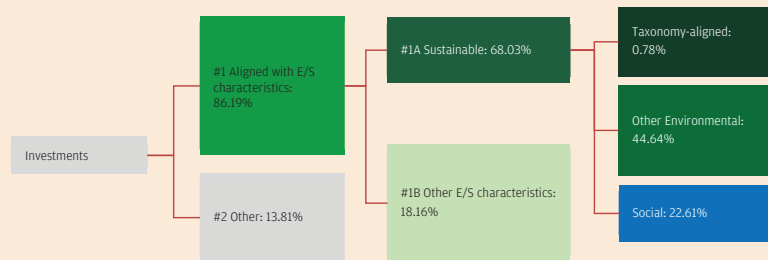 Investments
#1 Aligned with E/S
characteristics:
86.19%
#2 Other: 13.81%
#1A Sustainable: 68.03%
#1B Other E/S characteristics:
18.16%
Taxonomy-aligned:
0.78%
Other Environmental:
44.64%
Social: 22.61%